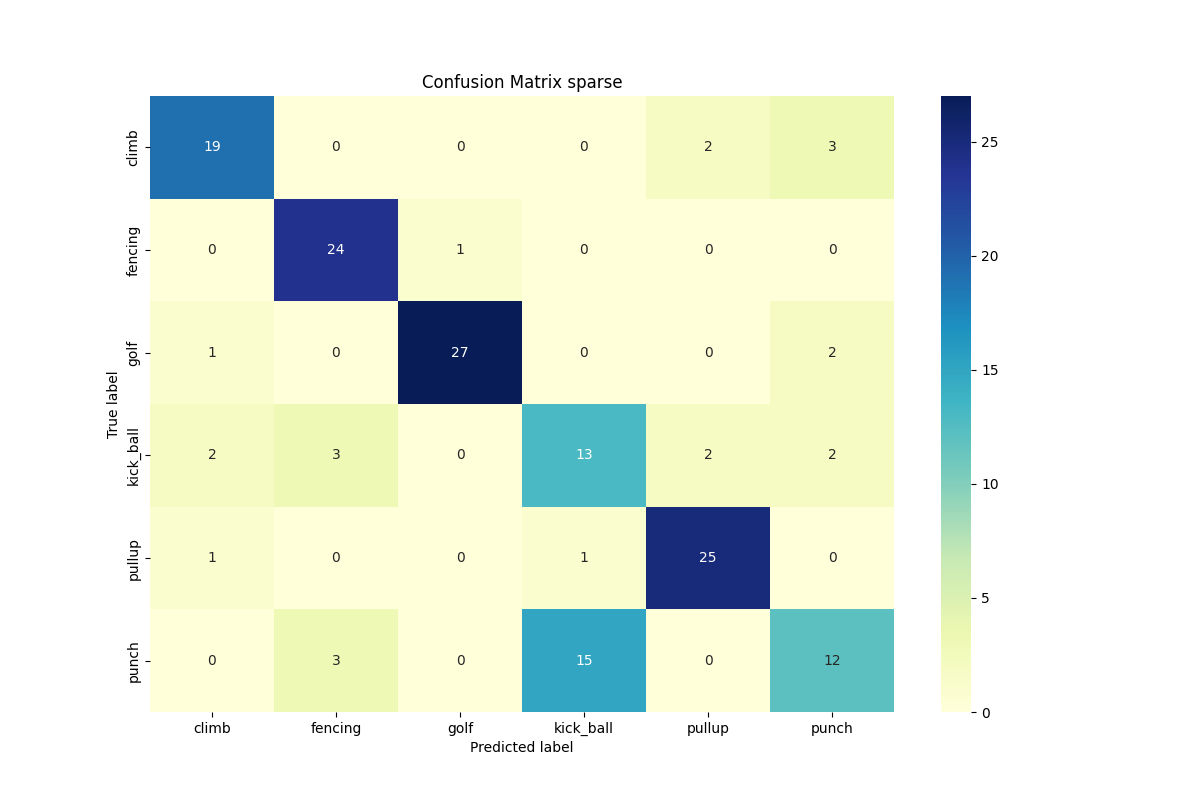 Confusion Matrix sparse
True label
climb 19 0 0 0 2 3
fencing 0 24 1 0 0 0
golf 1 0 27 0 0 2
kick_ball 2 3 0 13 2 2
pullup 1 0 0 1 25 0
punch 0 3 0 15 0 12
climb fencing golf kick_ball pullup punch
Predicted label
25
20
15
10
5
0